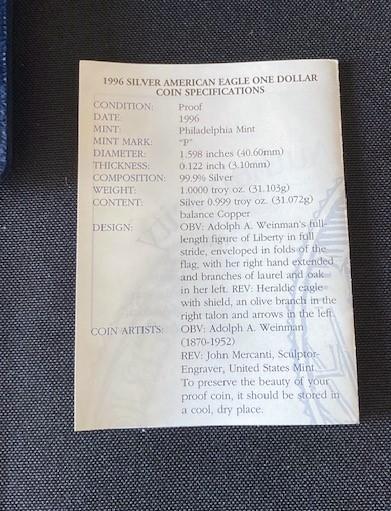 1996 SILVER AMERICAN EAGLE ONE DOLLAR
COIN SPECIFICATIONS
CONDITION: Proof
DATE: 1996
MINT: Philadelphia Mint
MINT MARK: "P"
DIAMETER: 1.598 inches (40.60mm)
THICKNESS: 0.122 inch (3.10mm)
COMPOSITION: 99.9% Silver
WEIGHT: 1.0000 troy oz. (31.103g)
CONTENT: Silver 0.999 troy oz. (31.072g)
balance Copper
DESIGN: OBV: Adolph A. Weinman's full-
length figure of Liberty in full
stride, enveloped in folds of the
flag, with her right hand extended
and branches of laurel and oak
in her left. REV: Heraldic eagle
with shield, an olive branch in the
right talon and arrows in the left.
COIN ARTISTS: OBV: Adolph A. Weinman
(1870-1952)
REV: John Mercanti, Sculptor-
Engraver, United States Mint
To preserve the beauty of your
proof coin, it should be stored in
a cool, dry place.